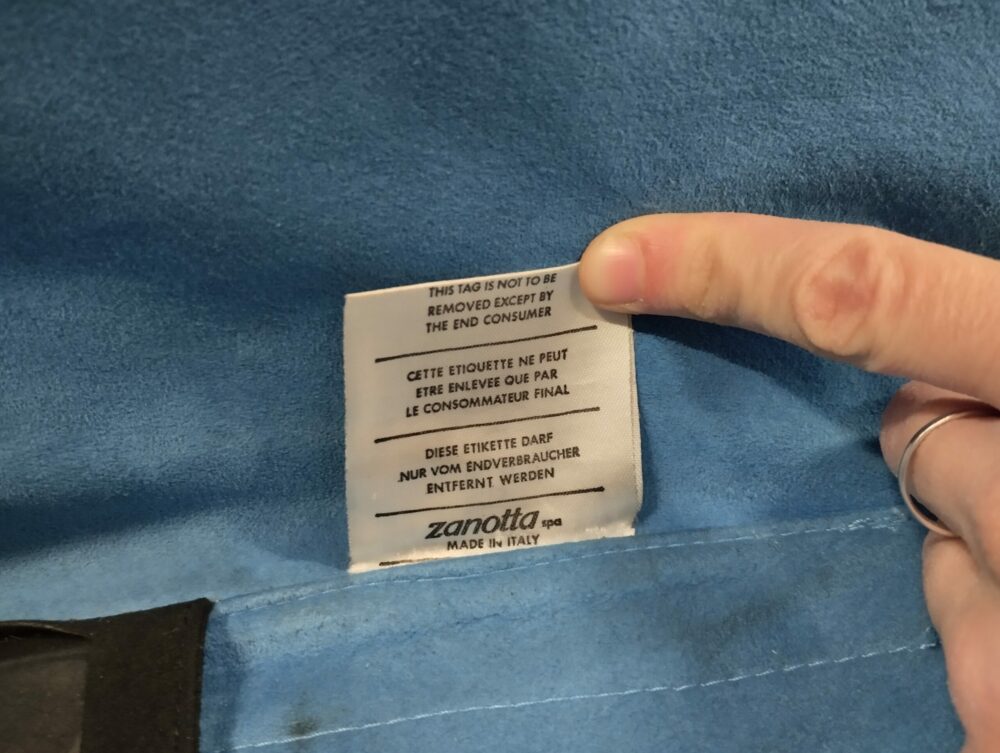 THIS TAG IS NOT TO BE
REMOVED EXCEPT BY
THE END CONSUMER
CETTE ETIQUETTE NE PEUT
ETRE ENLEVEE QUE PAR
LE CONSOMMATEUR FINAL
DIESE ETIKETTE DARF
NUR VOM ENDVERBRAUCHER
ENTFERNT WERDEN
zanotta spa
MADE IN ITALY